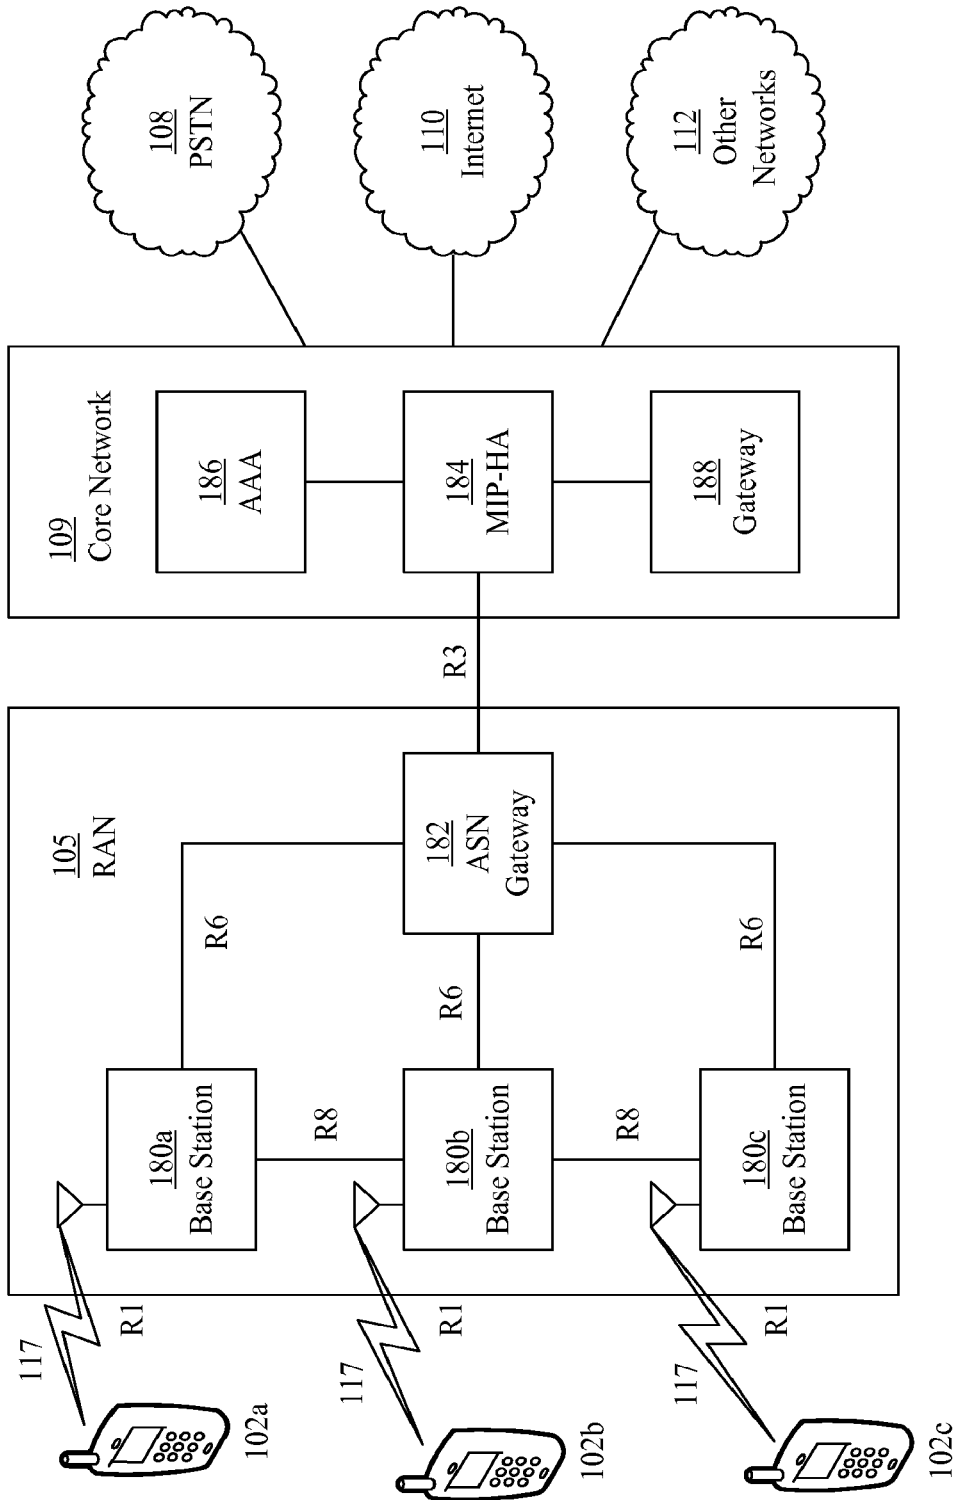 117
102a
R1
105
RAN
180a
Base Station
R6
R8
117
102b
R1
180b
Base Station
R6
182
ASN
Gateway
R3
R8
117
102c
R1
180c
Base Station
R6
109
Core Network
186
AAA
184
MIP-HA
188
Gateway
108
PSTN
110
Internet
112
Other
Networks